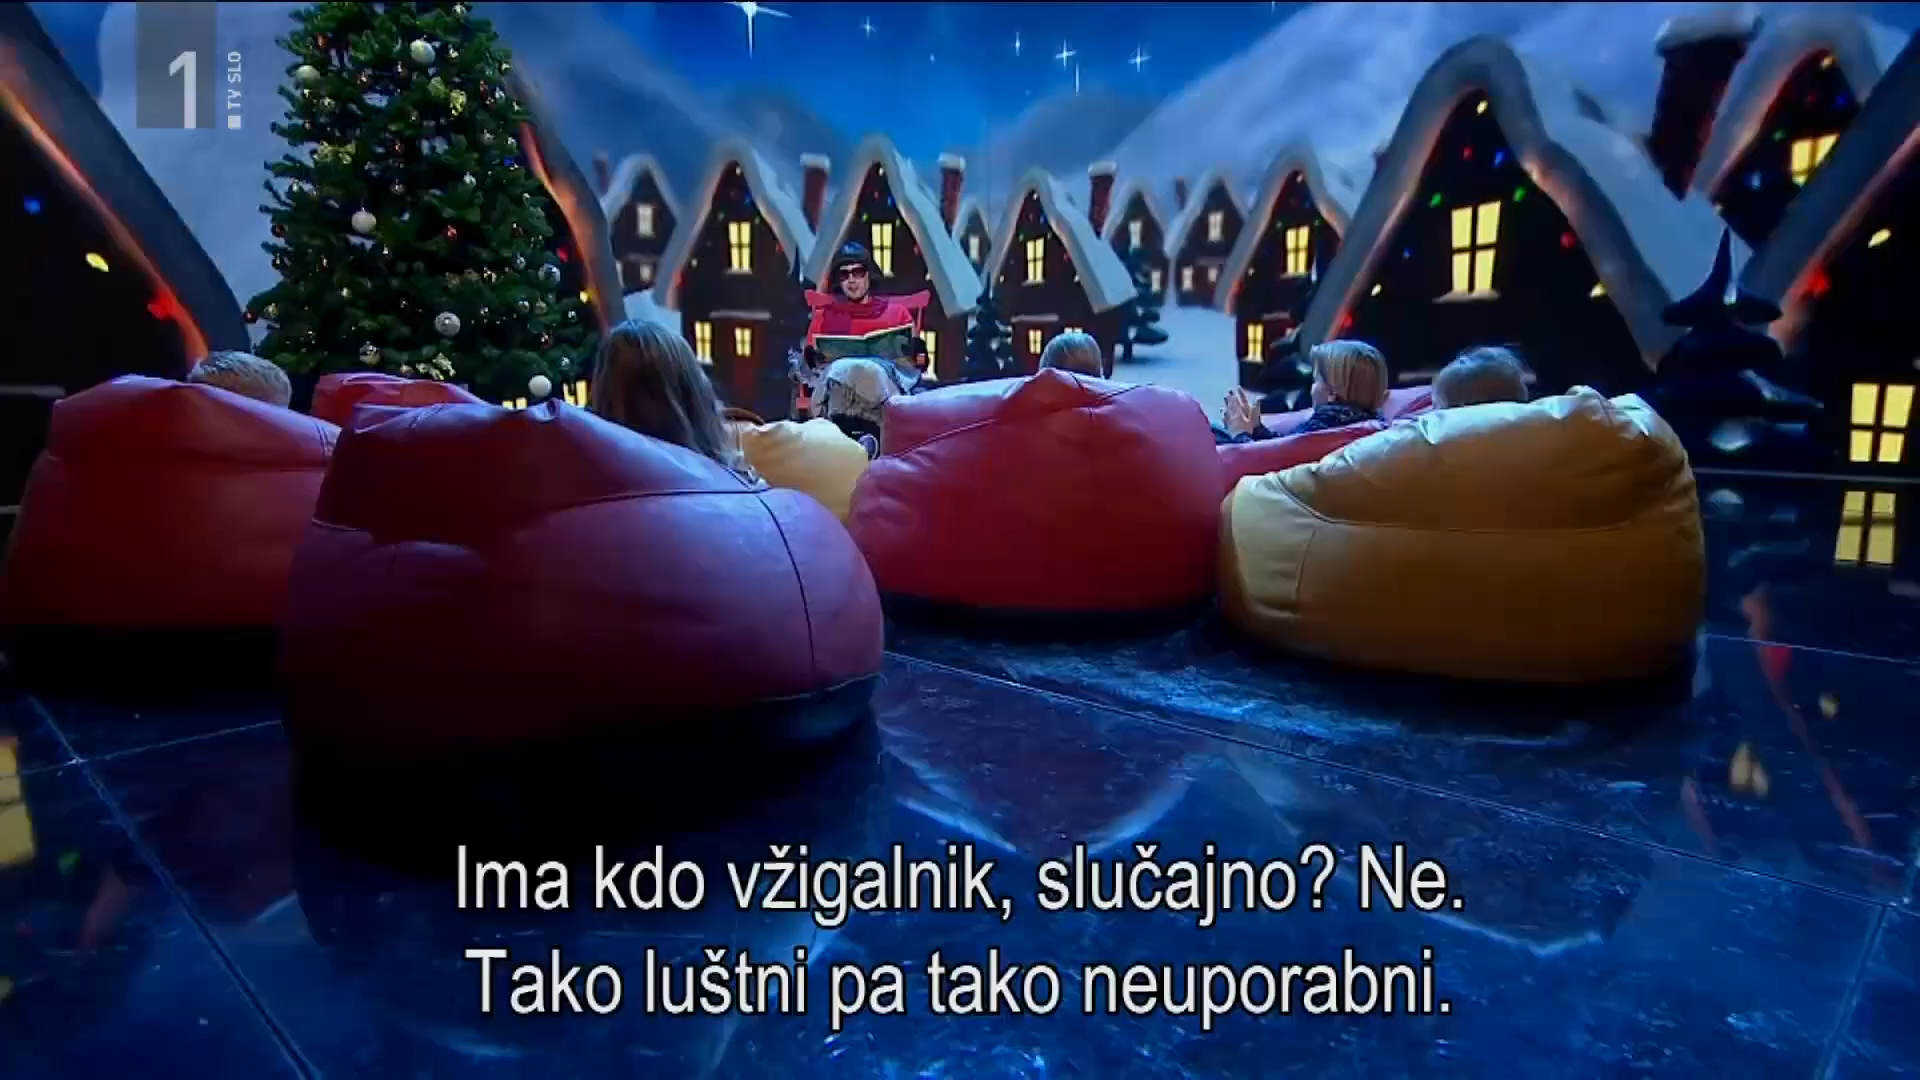 1
TV SLO
Ima kdo vžigalnik, slučajno? Ne.
Tako luštni pa tako neuporabni.